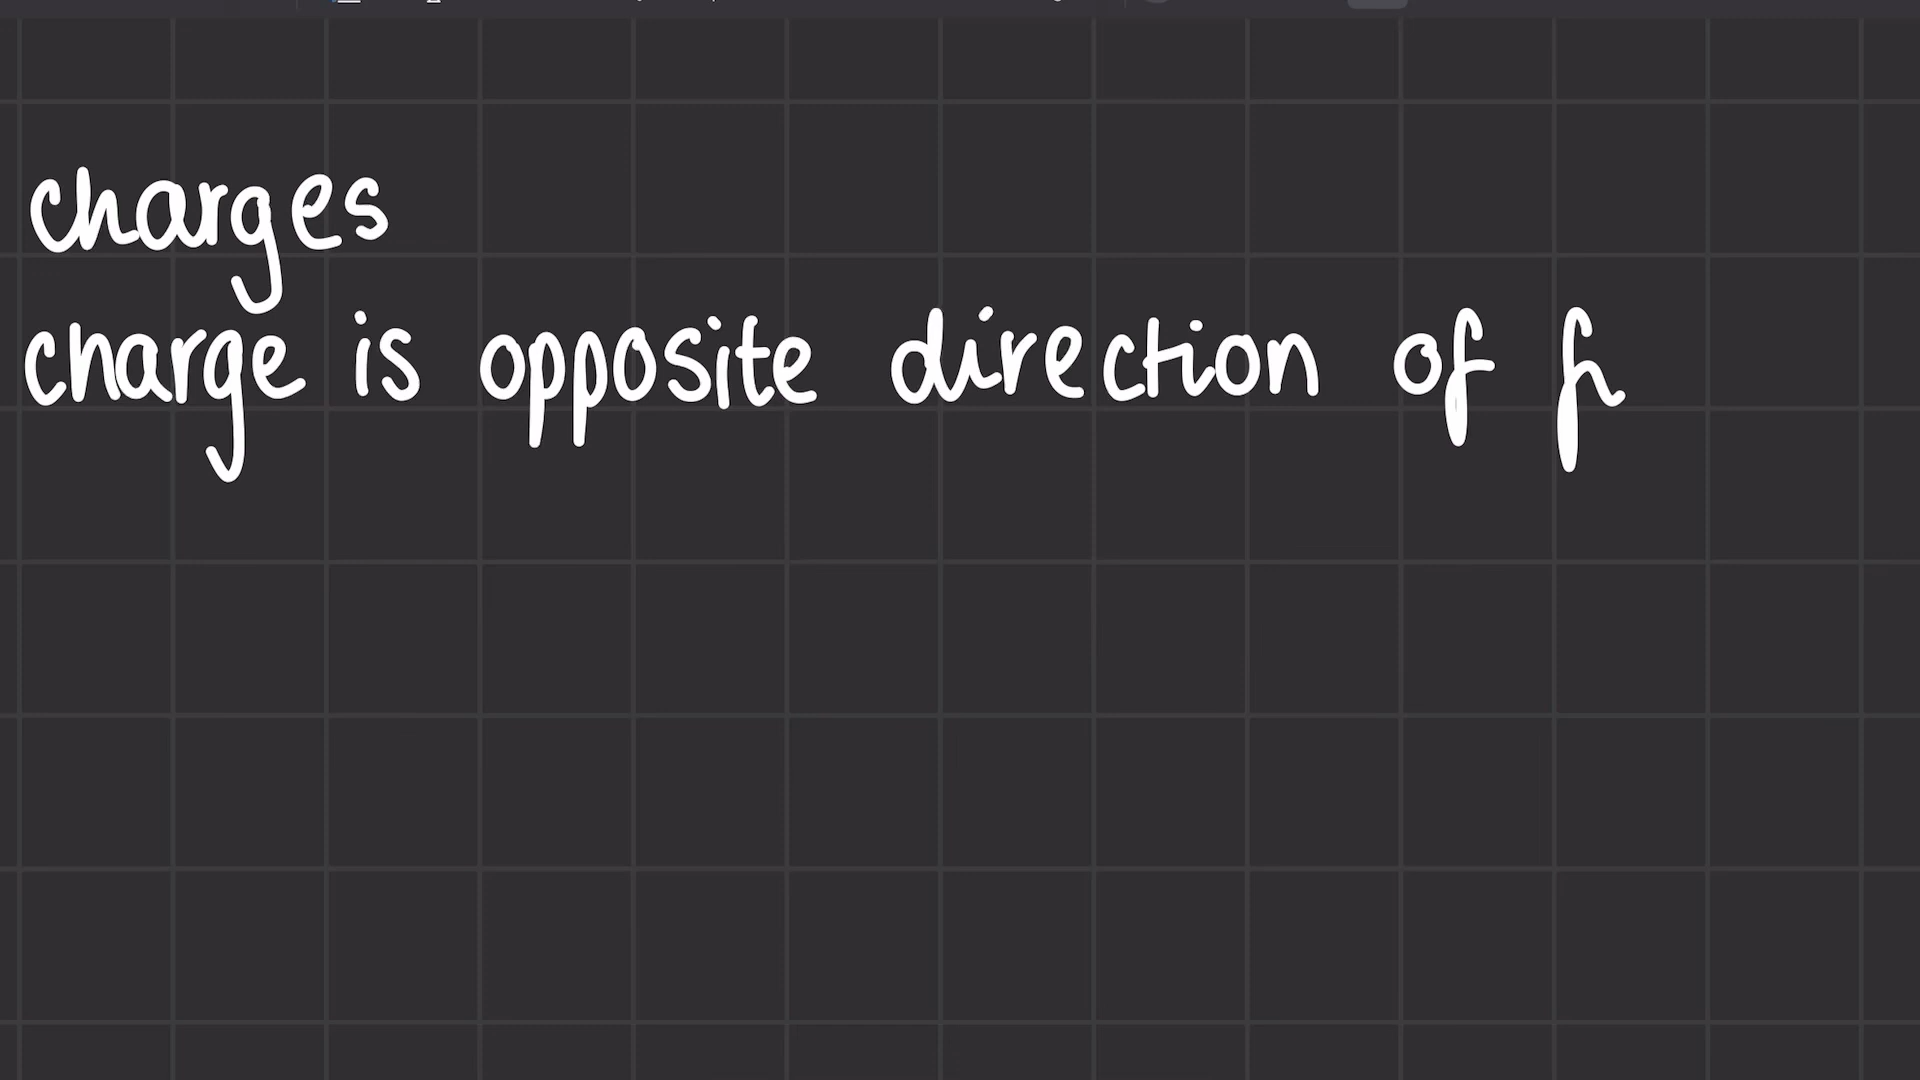 charges
charge is opposite direction of